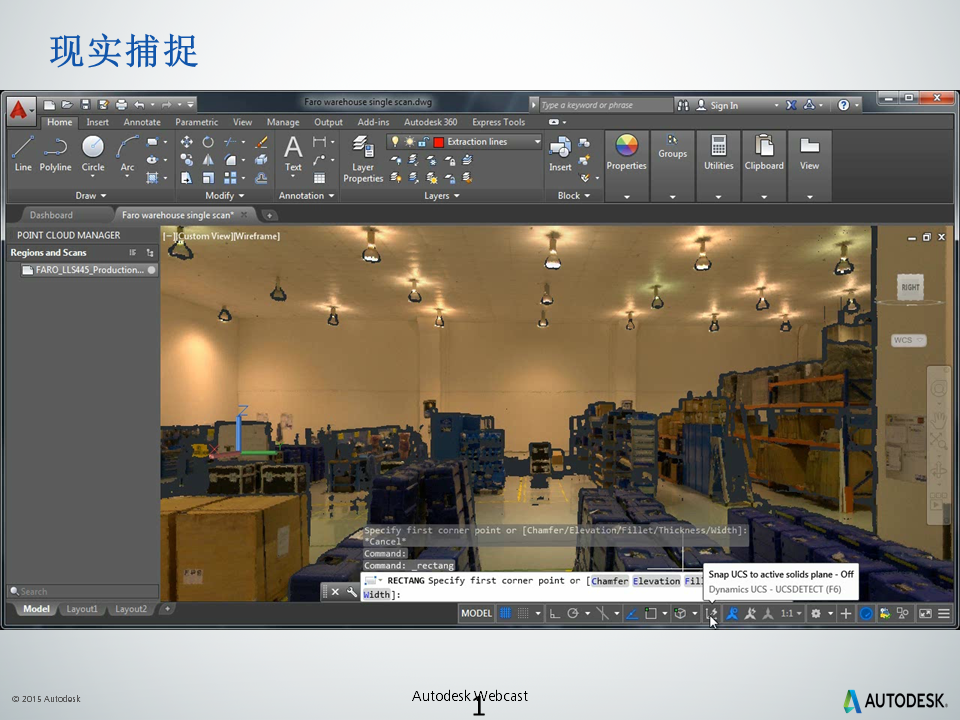 现实捕捉
Faro warehouse single scan.dwg
Type a keyword or phrase
Sign In
Home Insert Annotate Parametric View Manage Output Add-ins Autodesk 360 Express Tools
Line Polyline Circle Arc
Text
Layer Properties
Extraction lines
Insert
Properties Groups Utilities Clipboard View
Draw Modify Annotation Layers Block
Dashboard Faro warehouse single scan*
POINT CLOUD MANAGER
[−][Custom View][Wireframe]
Regions and Scans
FARO_LLS445_Production...
RIGHT
WCS
Z
Specify first corner point or [Chamfer/Elevation/Fillet/Thickness/Width]:
*Cancel*
Command:
Command: _rectang
RECTANG Specify first corner point or [Chamfer Elevation Fil
Width]:
Snap UCS to active solids plane - Off
Dynamics UCS - UCSDETECT (F6)
Search
Model Layout1 Layout2 +
MODEL
1:1
© 2015 Autodesk
Autodesk Webcast
1
AUTODESK.